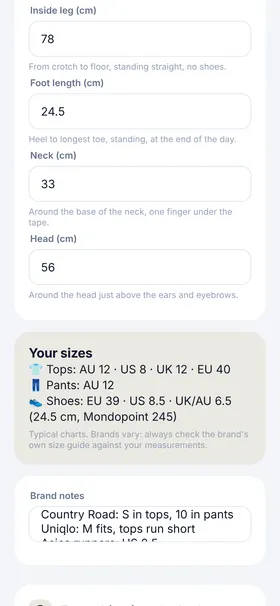 Inside leg (cm)
78
From crotch to floor, standing straight, no shoes.
Foot length (cm)
24.5
Heel to longest toe, standing, at the end of the day.
Neck (cm)
33
Around the base of the neck, one finger under the
tape.
Head (cm)
56
Around the head just above the ears and eyebrows.
Your sizes
👕 Tops: AU 12 · US 8 · UK 12 · EU 40
👖 Pants: AU 12
👟 Shoes: EU 39 · US 8.5 · UK/AU 6.5
(24.5 cm, Mondopoint 245)
Typical charts. Brands vary: always check the brand's
own size guide against your measurements.
Brand notes
Country Road: S in tops, 10 in pants
Uniqlo: M fits, tops run short